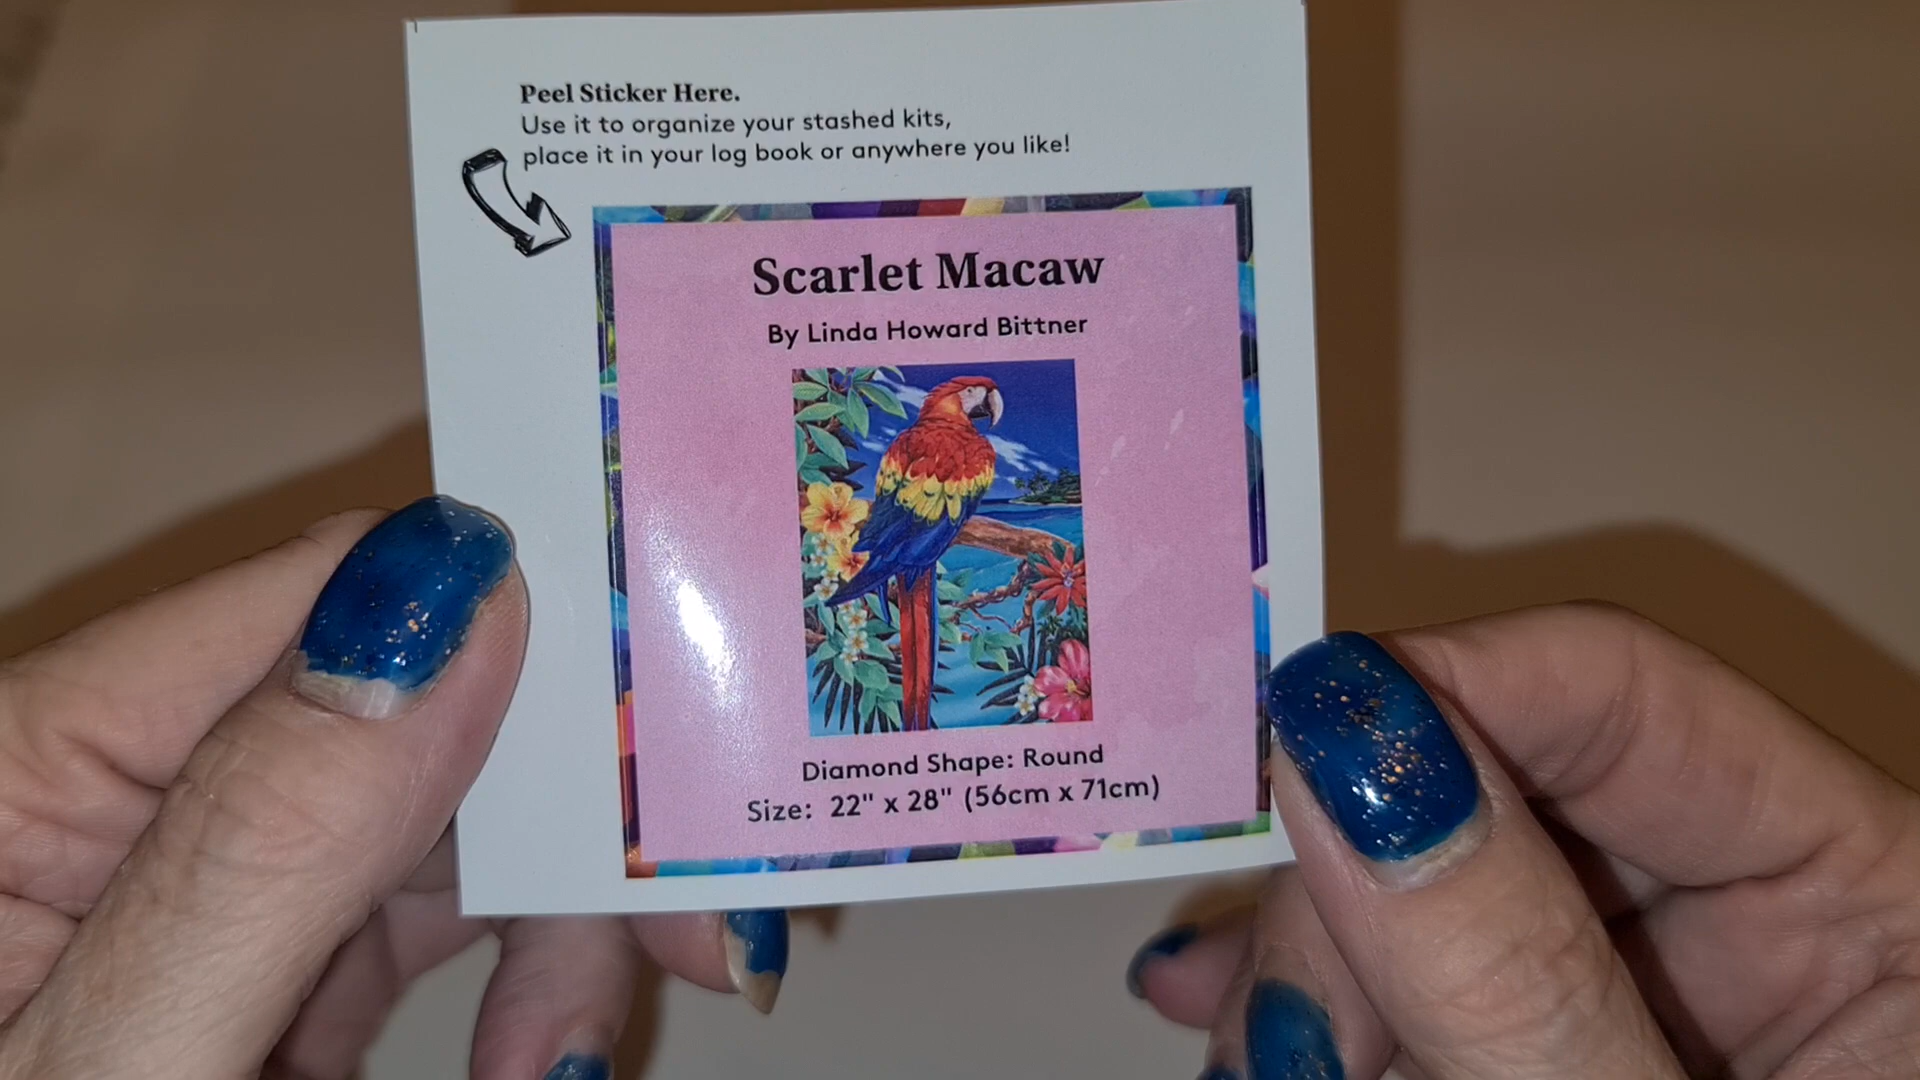 Peel Sticker Here.
Use it to organize your stashed kits,
place it in your log book or anywhere you like!
Scarlet Macaw
By Linda Howard Bittner
Diamond Shape: Round
Size: 22" x 28" (56cm x 71cm)